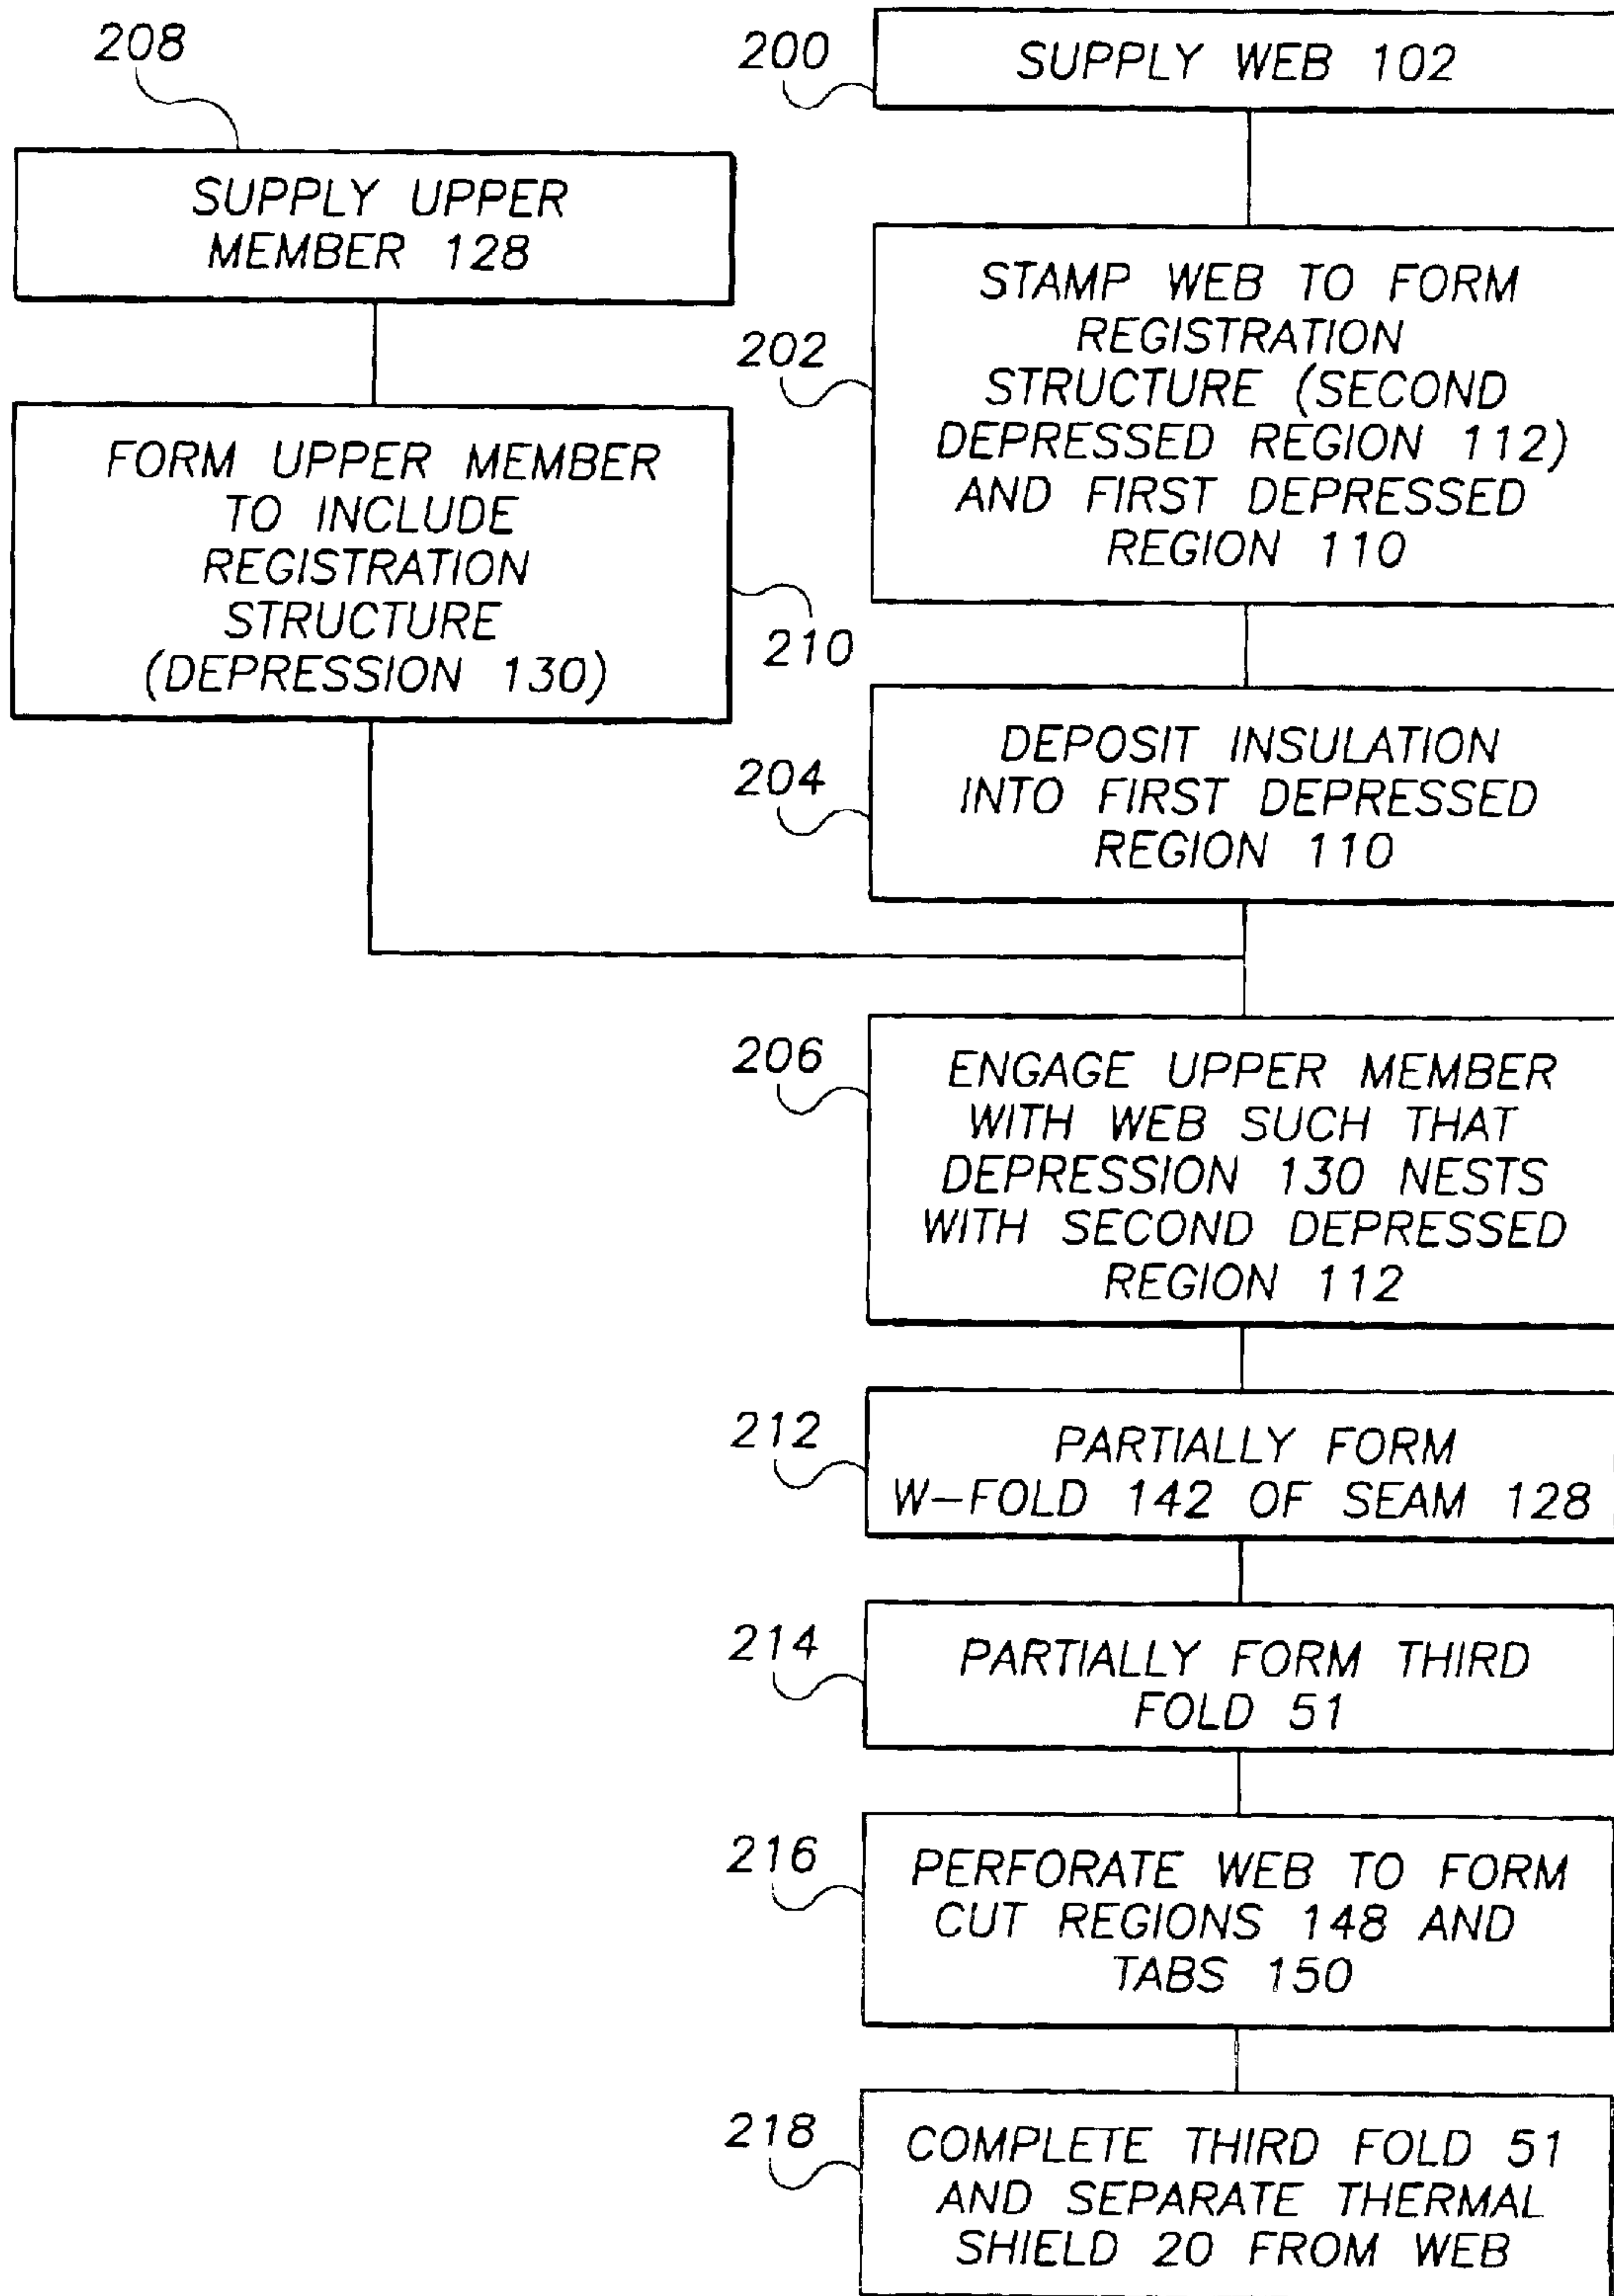 208
SUPPLY UPPER
MEMBER 128
FORM UPPER MEMBER
TO INCLUDE
REGISTRATION
STRUCTURE
(DEPRESSION 130)
210
200
SUPPLY WEB 102
202
STAMP WEB TO FORM
REGISTRATION
STRUCTURE (SECOND
DEPRESSED REGION 112)
AND FIRST DEPRESSED
REGION 110
204
DEPOSIT INSULATION
INTO FIRST DEPRESSED
REGION 110
206
ENGAGE UPPER MEMBER
WITH WEB SUCH THAT
DEPRESSION 130 NESTS
WITH SECOND DEPRESSED
REGION 112
212
PARTIALLY FORM
W-FOLD 142 OF SEAM 128
214
PARTIALLY FORM THIRD
FOLD 51
216
PERFORATE WEB TO FORM
CUT REGIONS 148 AND
TABS 150
218
COMPLETE THIRD FOLD 51
AND SEPARATE THERMAL
SHIELD 20 FROM WEB